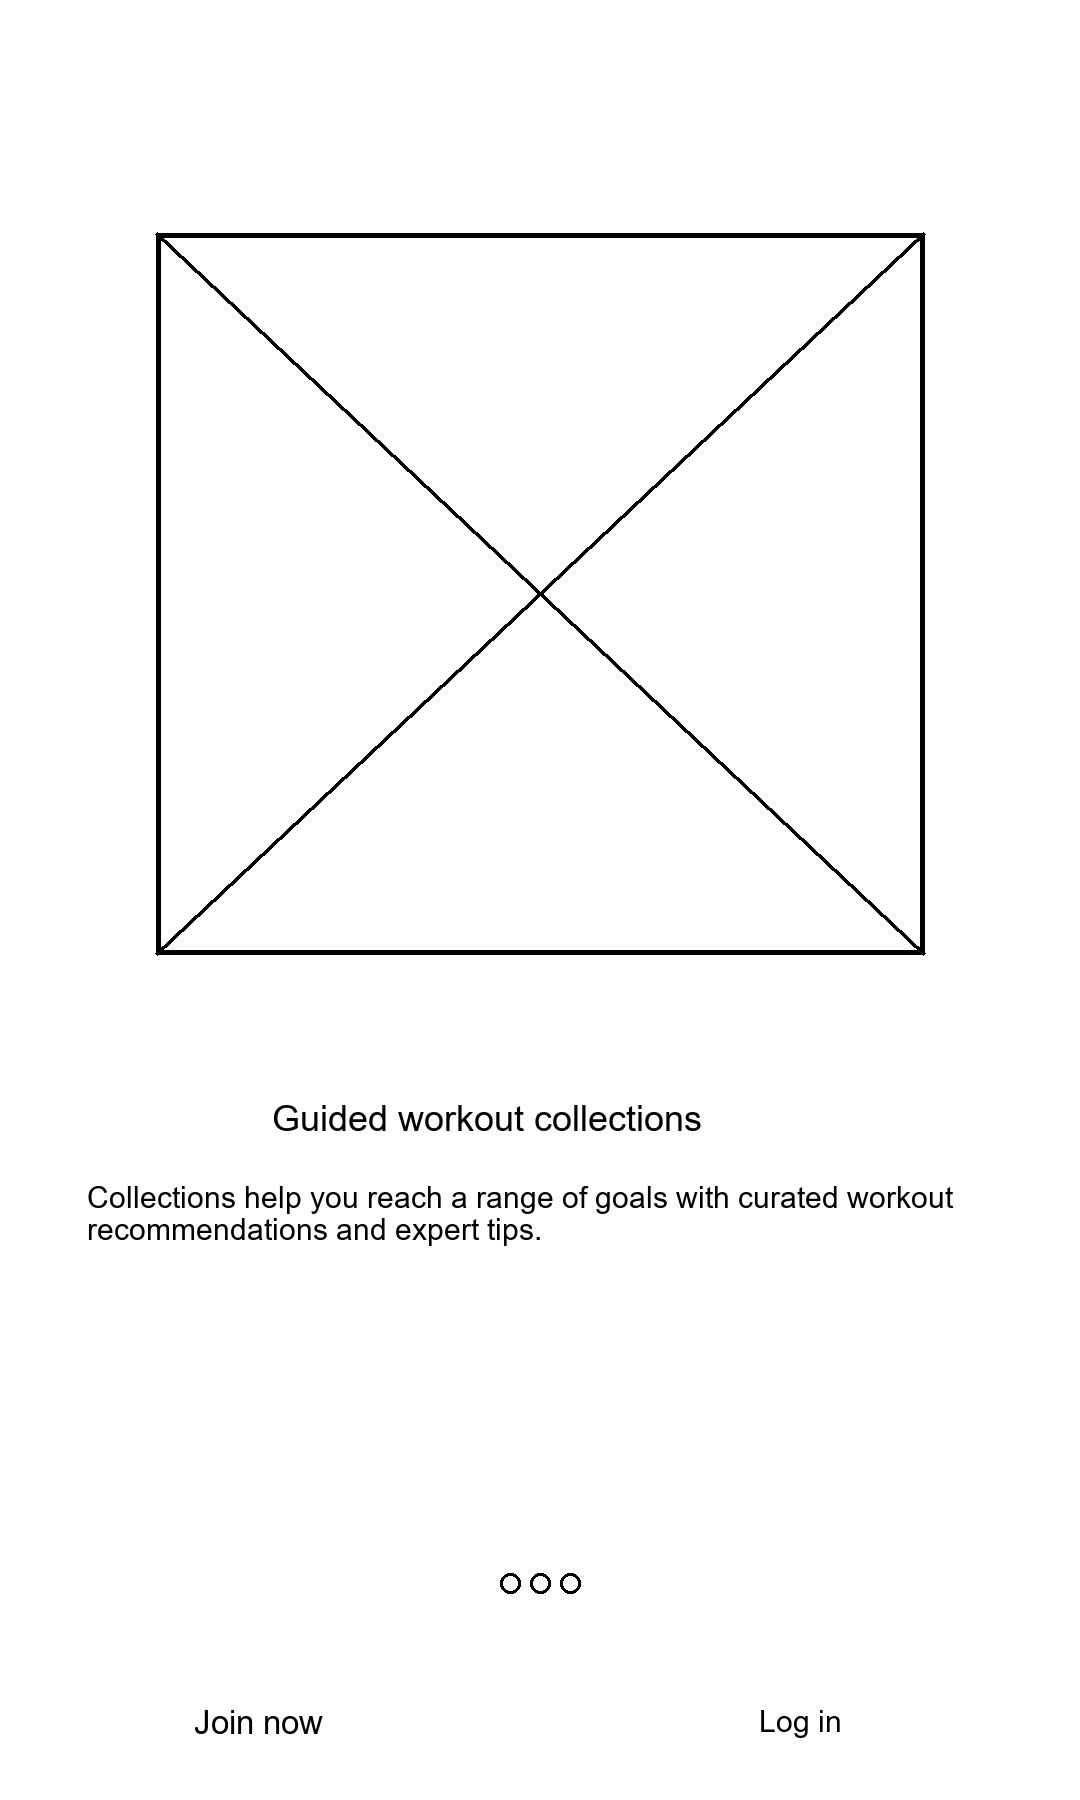 Guided workout collections
Collections help you reach a range of goals with curated workout
recommendations and expert tips.
Join now
Log in